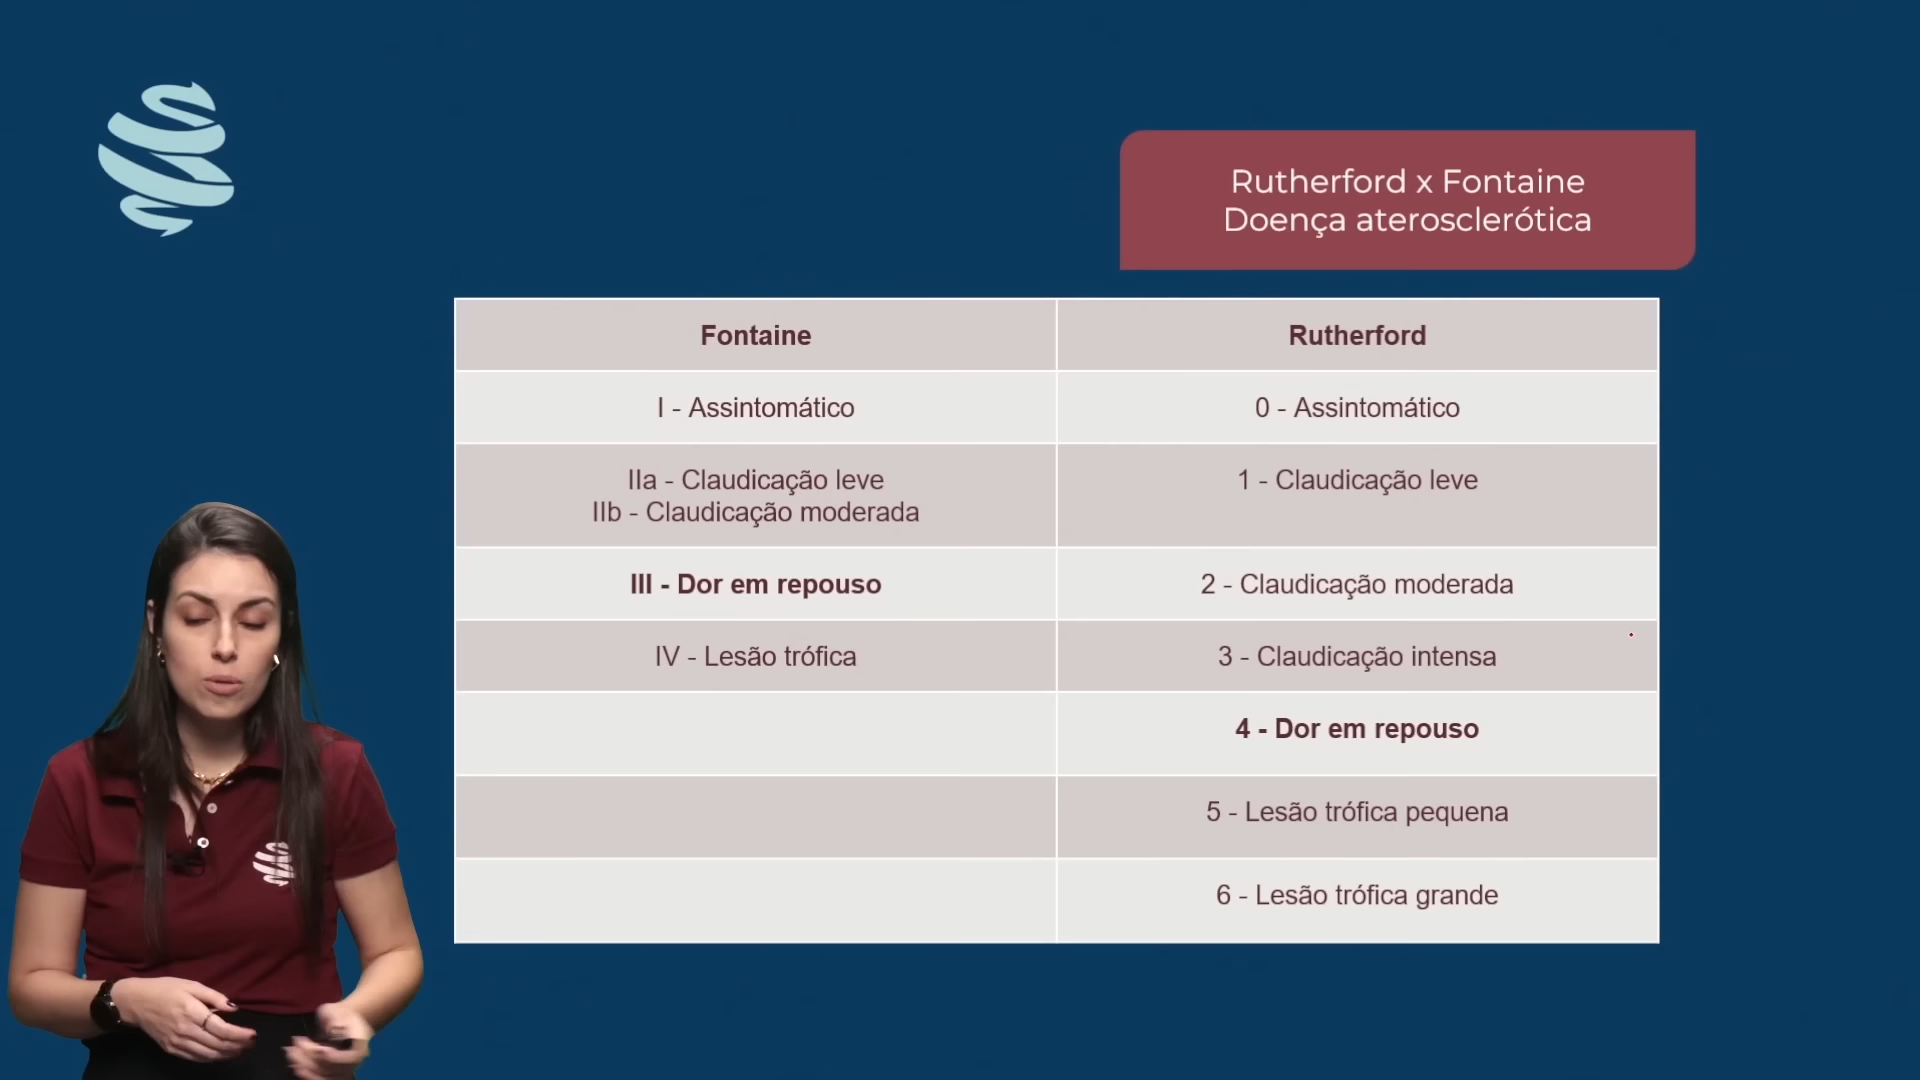 Rutherford x Fontaine
Doença aterosclerótica
Fontaine
Rutherford
I - Assintomático
0 - Assintomático
IIa - Claudicação leve
IIb - Claudicação moderada
1 - Claudicação leve
III - Dor em repouso
2 - Claudicação moderada
IV - Lesão trófica
3 - Claudicação intensa
4 - Dor em repouso
5 - Lesão trófica pequena
6 - Lesão trófica grande